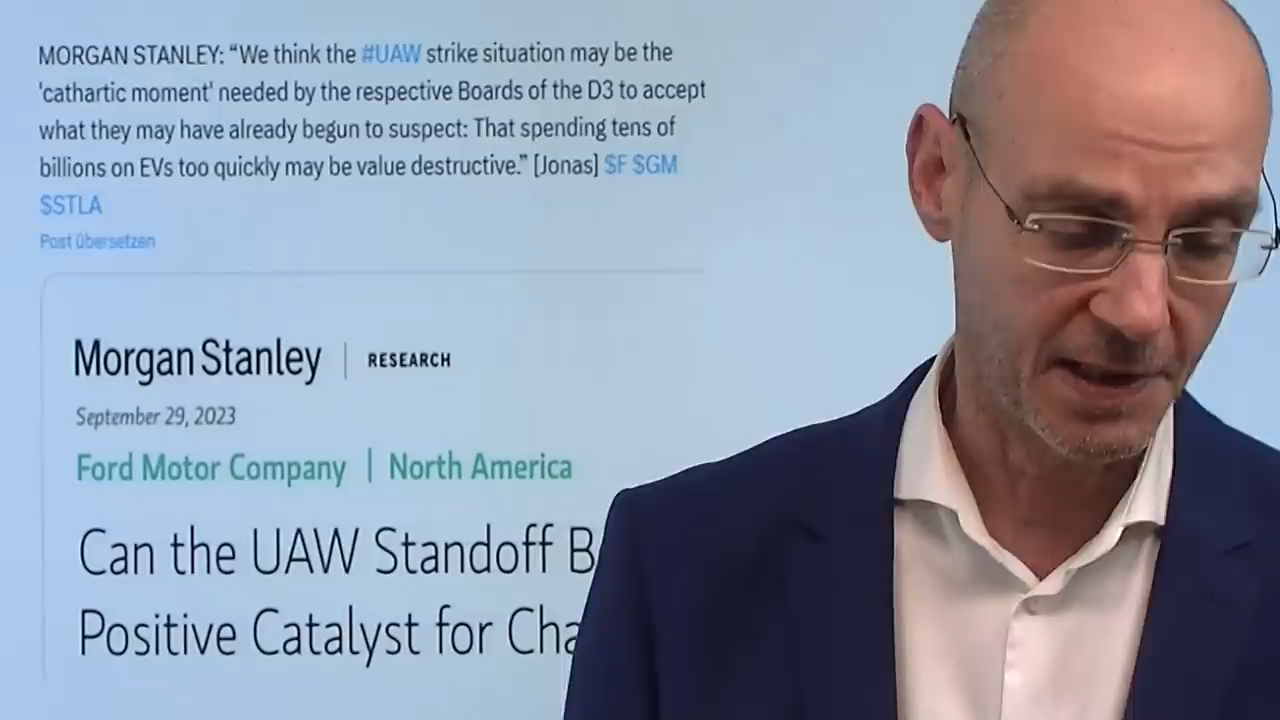 MORGAN STANLEY: “We think the #UAW strike situation may be the
'cathartic moment' needed by the respective Boards of the D3 to accept
what they may have already begun to suspect: That spending tens of
billions on EVs too quickly may be value destructive.” [Jonas] $F $GM
$STLA
Post übersetzen
Morgan Stanley | RESEARCH
September 29, 2023
Ford Motor Company | North America
Can the UAW Standoff B
Positive Catalyst for Cha